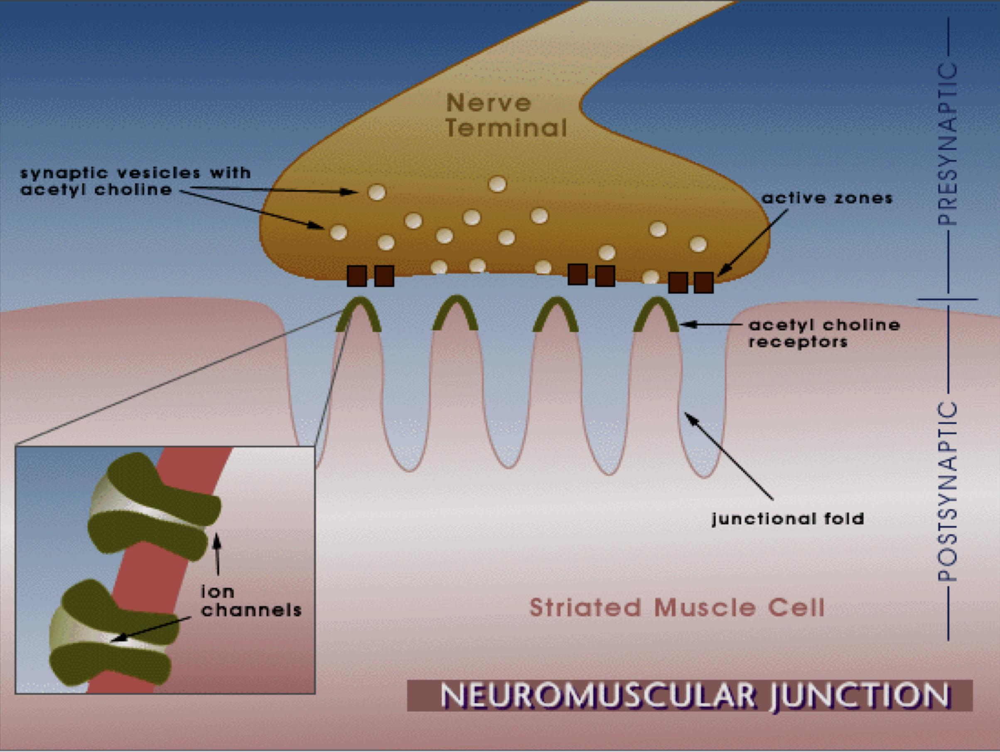 Nerve
Terminal
PRESYNAPTIC
synaptic vesicles with
acetyl choline
active zones
acetyl choline
receptors
POSTSYNAPTIC
junctional fold
ion
channels
Striated Muscle Cell
NEUROMUSCULAR JUNCTION